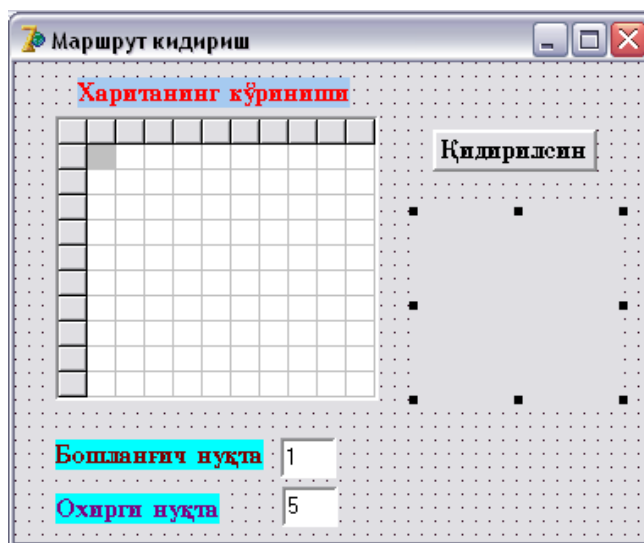 Маршрут кидириш
Хаританинг кўриниши
Қидирилсин
Бошланғич нуқта 1
Охирги нуқта 5